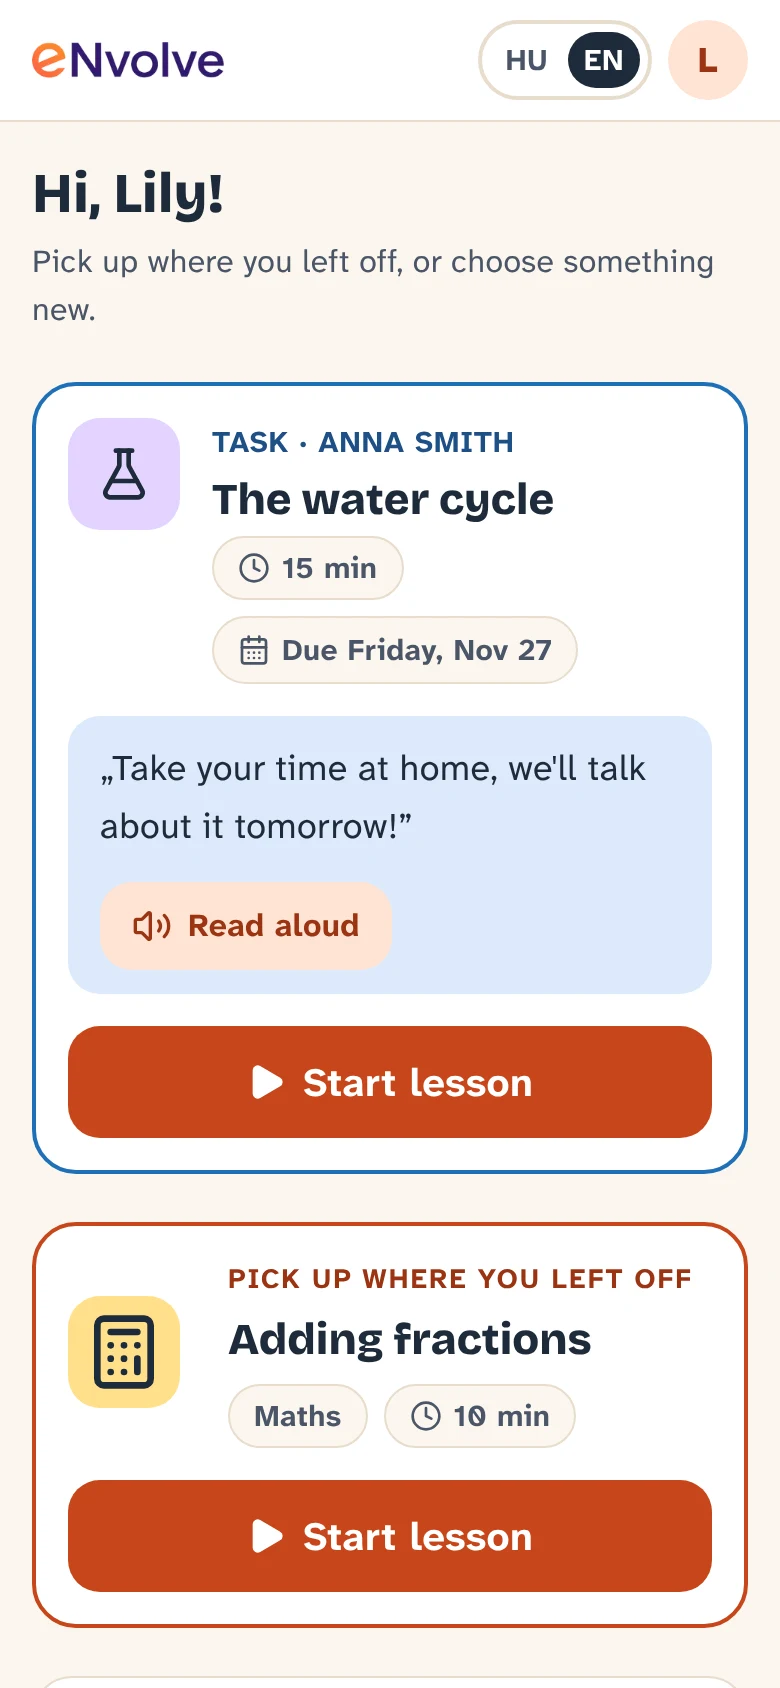 eNvolve
HU EN L
Hi, Lily!
Pick up where you left off, or choose something
new.
TASK · ANNA SMITH
The water cycle
15 min
Due Friday, Nov 27
„Take your time at home, we'll talk
about it tomorrow!”
Read aloud
Start lesson
PICK UP WHERE YOU LEFT OFF
Adding fractions
Maths 10 min
Start lesson